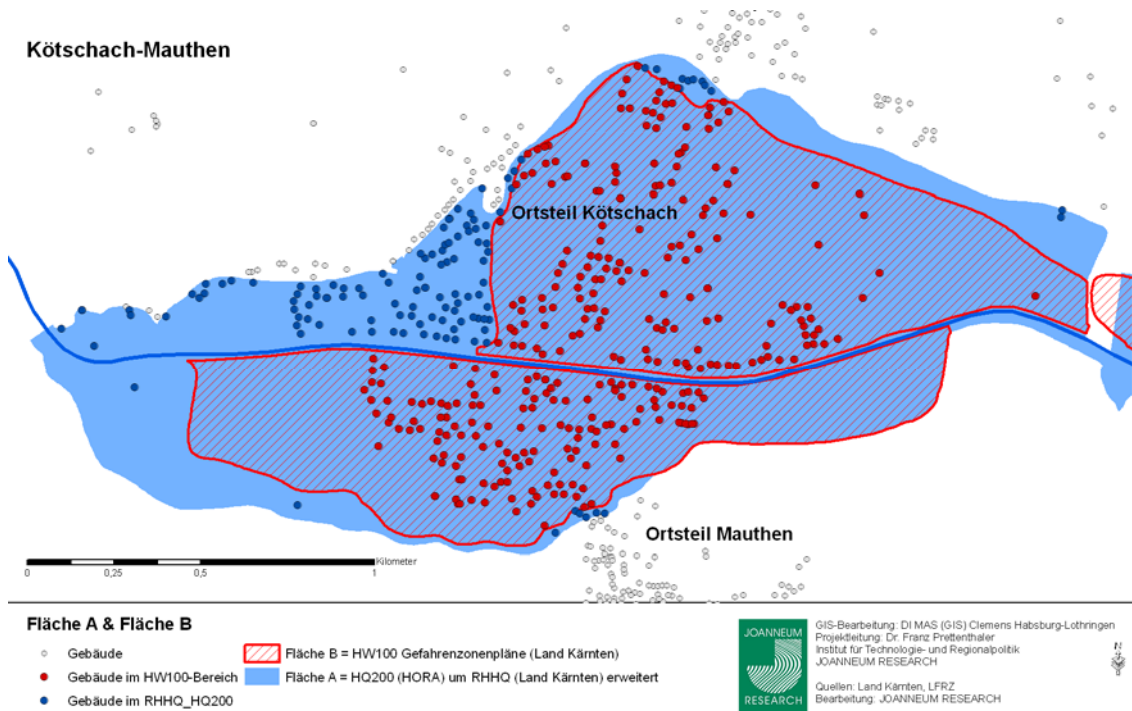 Kötschach-Mauthen
Ortsteil Kötschach
Ortsteil Mauthen
Kilometer
0 0,25 0,5 1
Fläche A & Fläche B
Gebäude
Gebäude im HW100-Bereich
Gebäude im RHHQ_HQ200
Fläche B = HW100 Gefahrenzonenpläne (Land Kärnten)
Fläche A = HQ200 (HORA) um RHHQ (Land Kärnten) erweitert
JOANNEUM
RESEARCH
GIS-Bearbeitung: DI MAS (GIS) Clemens Habsburg-Lothringen
Projektleitung: Dr. Franz Prettenthaler
Institut für Technologie- und Regionalpolitik
JOANNEUM RESEARCH
Quellen: Land Kärnten, LFRZ
Bearbeitung: JOANNEUM RESEARCH